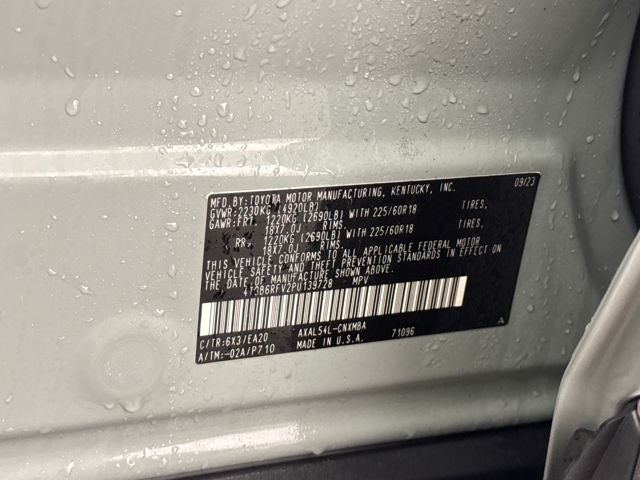 MFD.BY:TOYOTA MOTOR MANUFACTURING, KENTUCKY, INC. 09/23
GVWR:2230KG (4920LB)
GAWR:FRT 1220KG (2690LB) WITH 225/60R18 TIRES,
18X7.0J RIMS,
RR. 1220KG (2690LB) WITH 225/60R18 TIRES,
18X7.0J RIMS.
THIS VEHICLE CONFORMS TO ALL APPLICABLE FEDERAL MOTOR
VEHICLE SAFETY AND THEFT PREVENTION STANDARDS IN EFFECT ON
THE DATE OF MANUFACTURE SHOWN ABOVE.
MPV
C/TR:6X3/EA20 AXAL54L-CNXMBA A
A/TM:-02A/P710 MADE IN U.S.A. 71096